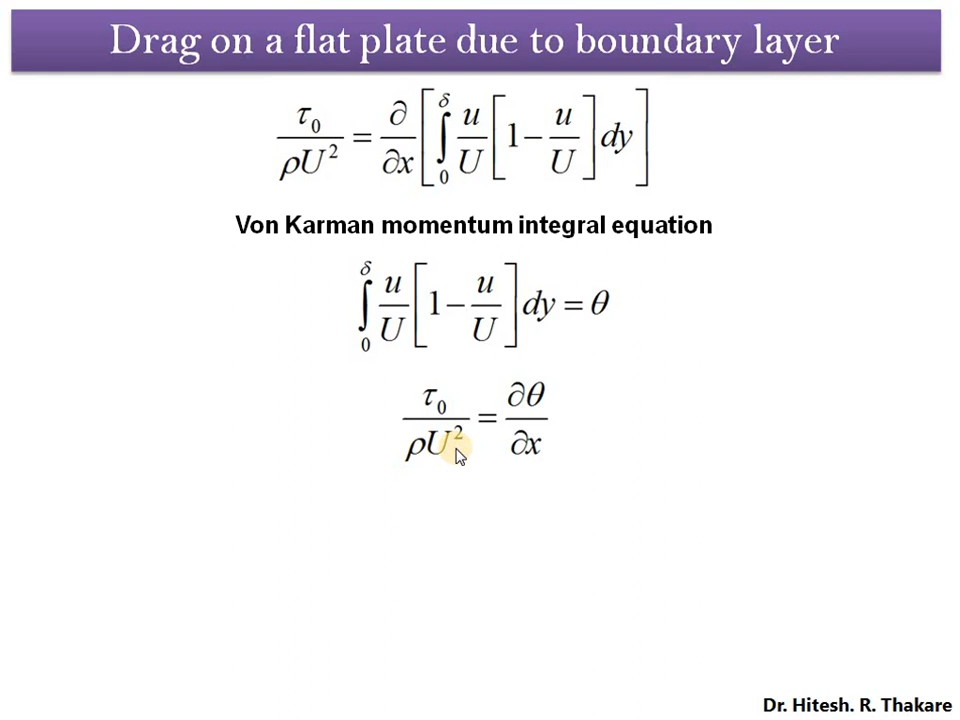 Drag on a flat plate due to boundary layer
τ₀/ρU² = ∂/∂x [∫₀^δ u/U [1 − u/U] dy]
Von Karman momentum integral equation
∫₀^δ u/U [1 − u/U] dy = θ
τ₀/ρU² = ∂θ/∂x
Dr. Hitesh. R. Thakare